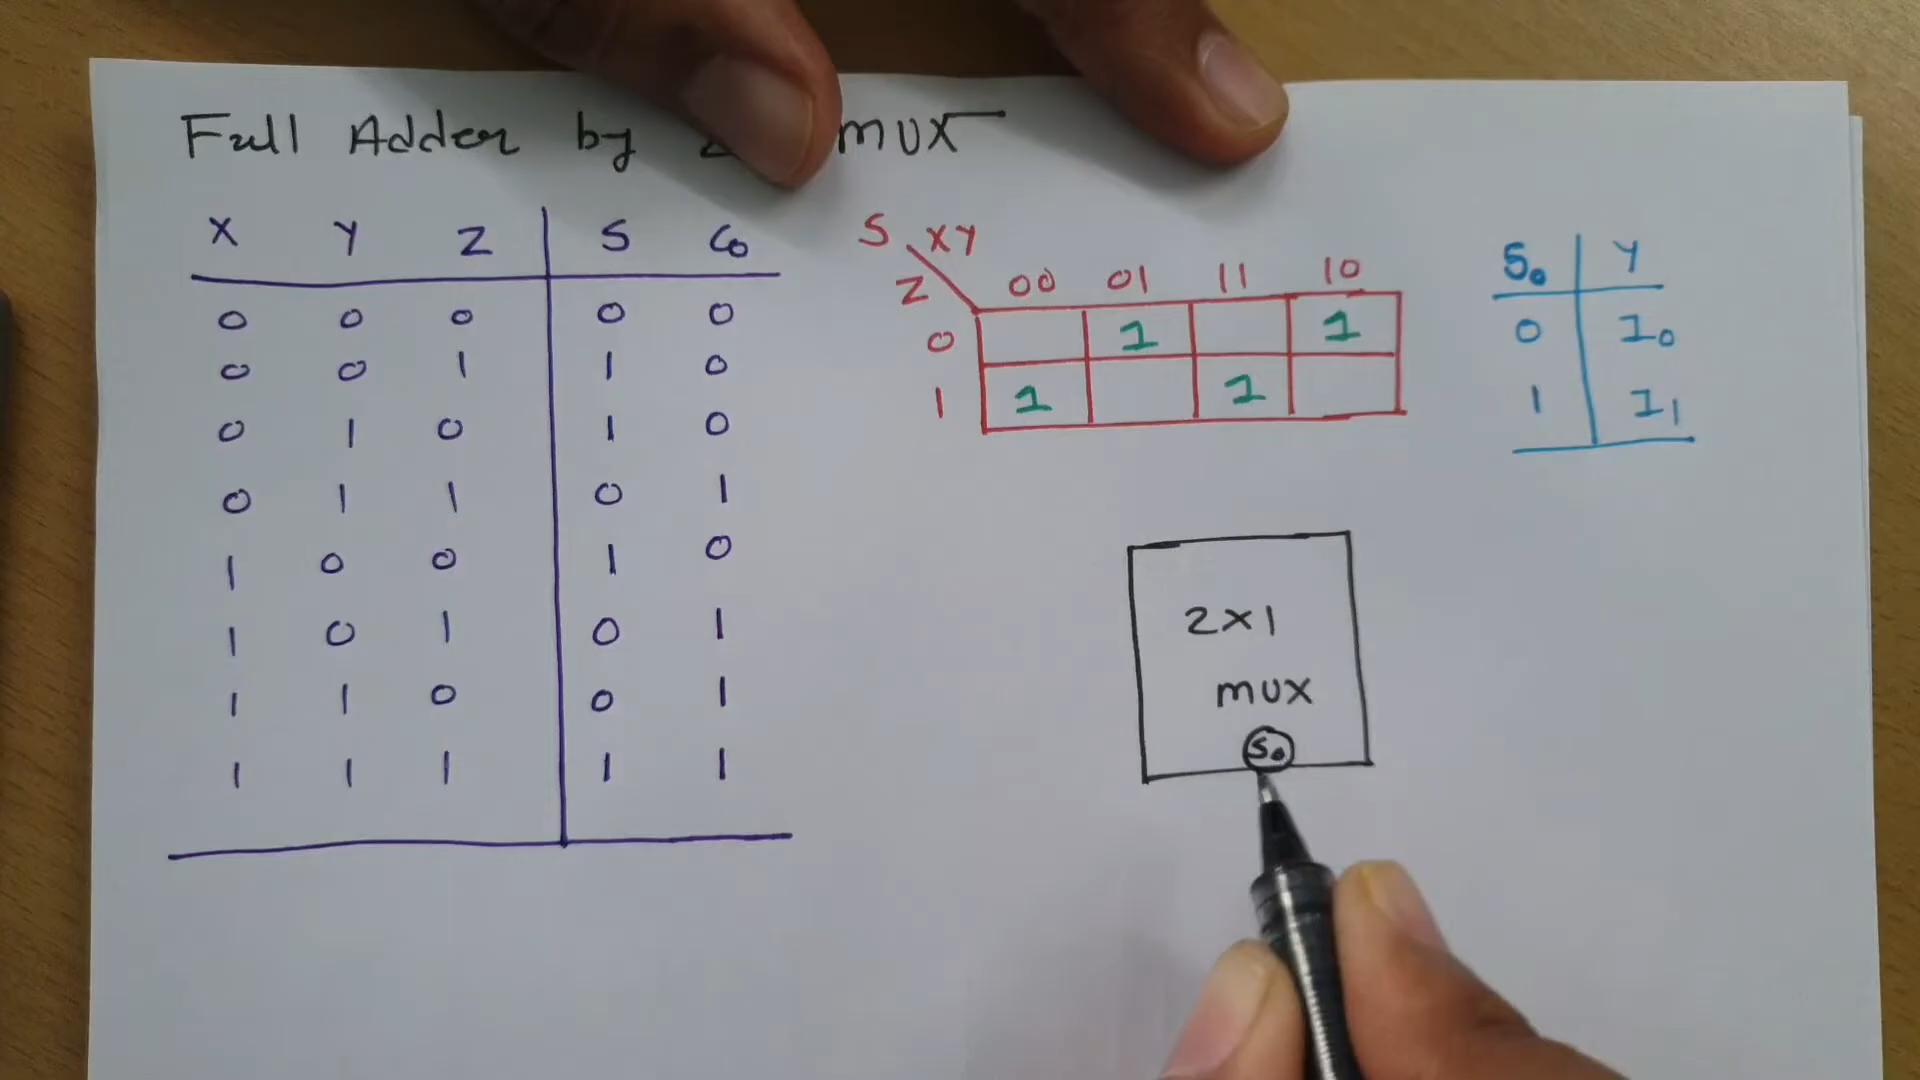 Full Adder by mux
X Y Z S Co
0 0 0 0 0
0 0 1 1 0
0 1 0 1 0
0 1 1 0 1
1 0 0 1 0
1 0 1 0 1
1 1 0 0 1
1 1 1 1 1
S XY
Z 00 01 11 10
0 1 1
1 1 1
S0 Y
0 I0
1 I1
2x1
mux
S0